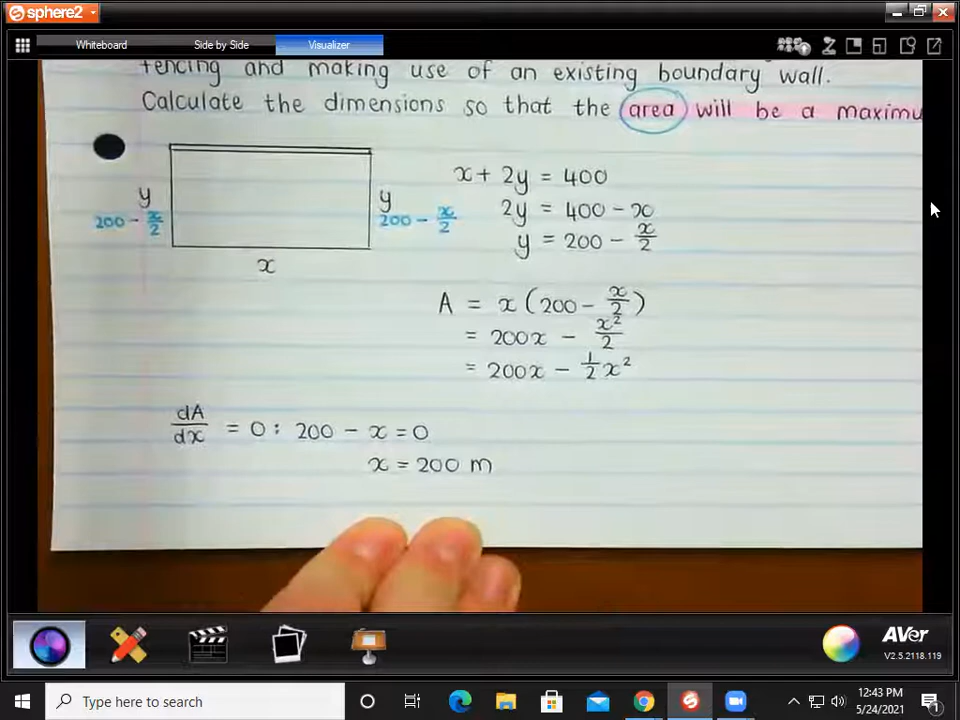 sphere2
Whiteboard
Side by Side
Visualizer
fencing and making use of an existing boundary wall.
Calculate the dimensions so that the area will be a maximu
y
200 - x/2
y
200 - x/2
x
x + 2y = 400
2y = 400 - x
y = 200 - x/2
A = x(200 - x/2)
= 200x - x²/2
= 200x - 1/2 x²
dA/dx = 0 : 200 - x = 0
x = 200 m
AVer
V2.5.2118.119
Type here to search
12:43 PM
5/24/2021
1